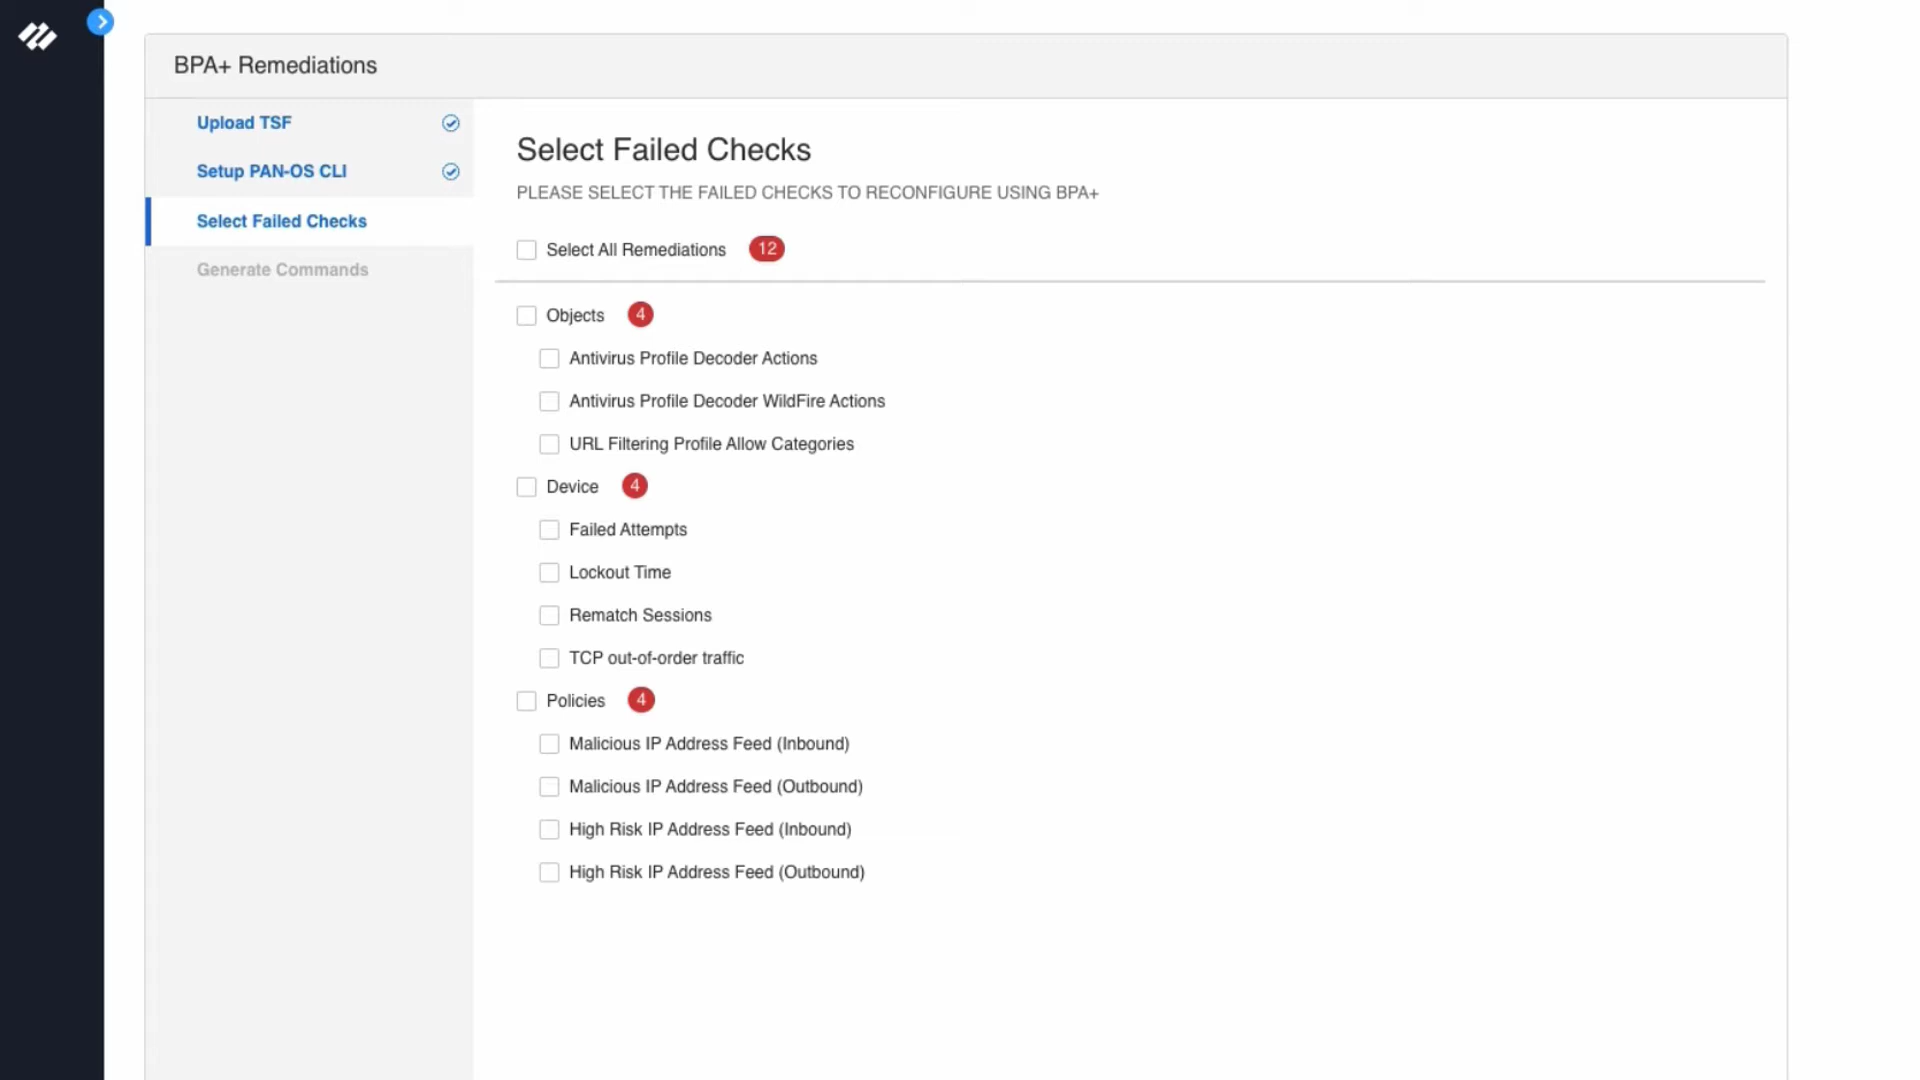 BPA+ Remediations
Upload TSF
Setup PAN-OS CLI
Select Failed Checks
Generate Commands
Select Failed Checks
PLEASE SELECT THE FAILED CHECKS TO RECONFIGURE USING BPA+
Select All Remediations 12
Objects 4
Antivirus Profile Decoder Actions
Antivirus Profile Decoder WildFire Actions
URL Filtering Profile Allow Categories
Device 4
Failed Attempts
Lockout Time
Rematch Sessions
TCP out-of-order traffic
Policies 4
Malicious IP Address Feed (Inbound)
Malicious IP Address Feed (Outbound)
High Risk IP Address Feed (Inbound)
High Risk IP Address Feed (Outbound)